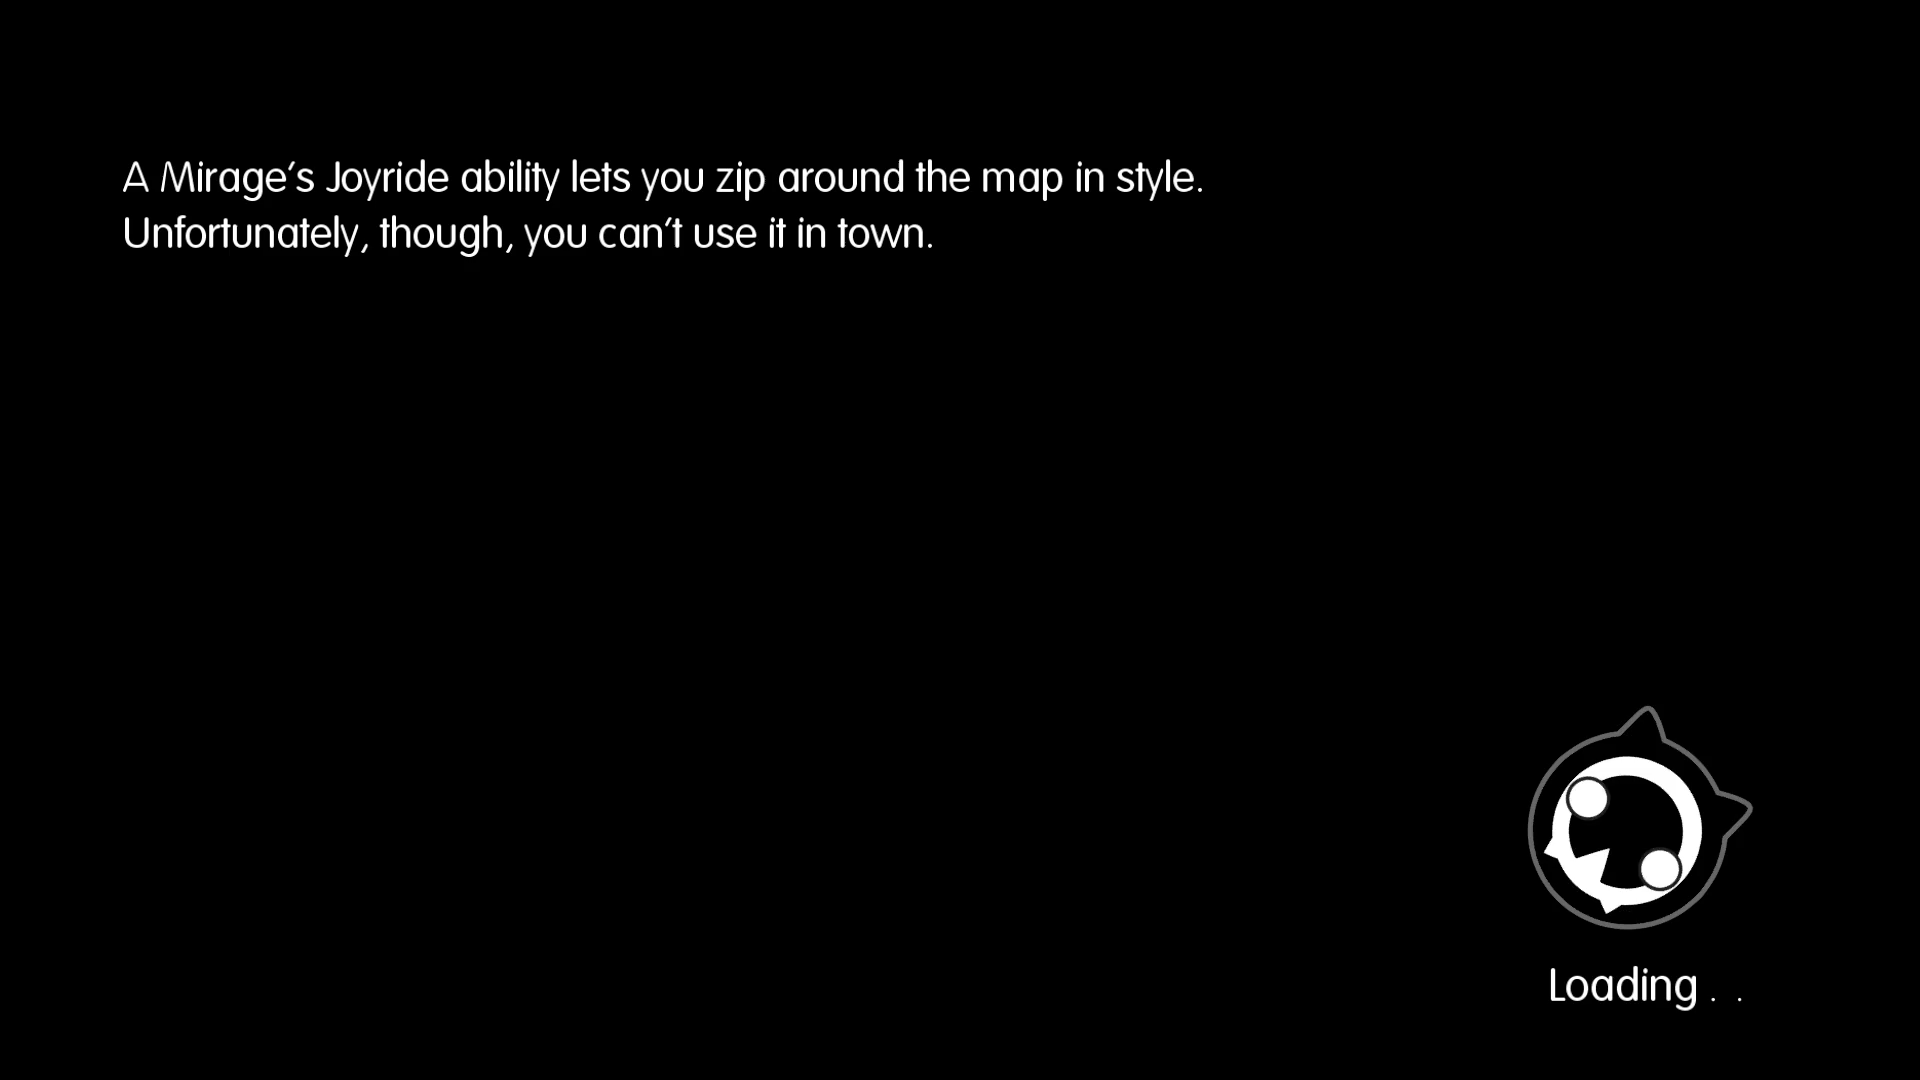 A Mirage's Joyride ability lets you zip around the map in style.
Unfortunately, though, you can't use it in town.
Loading . .